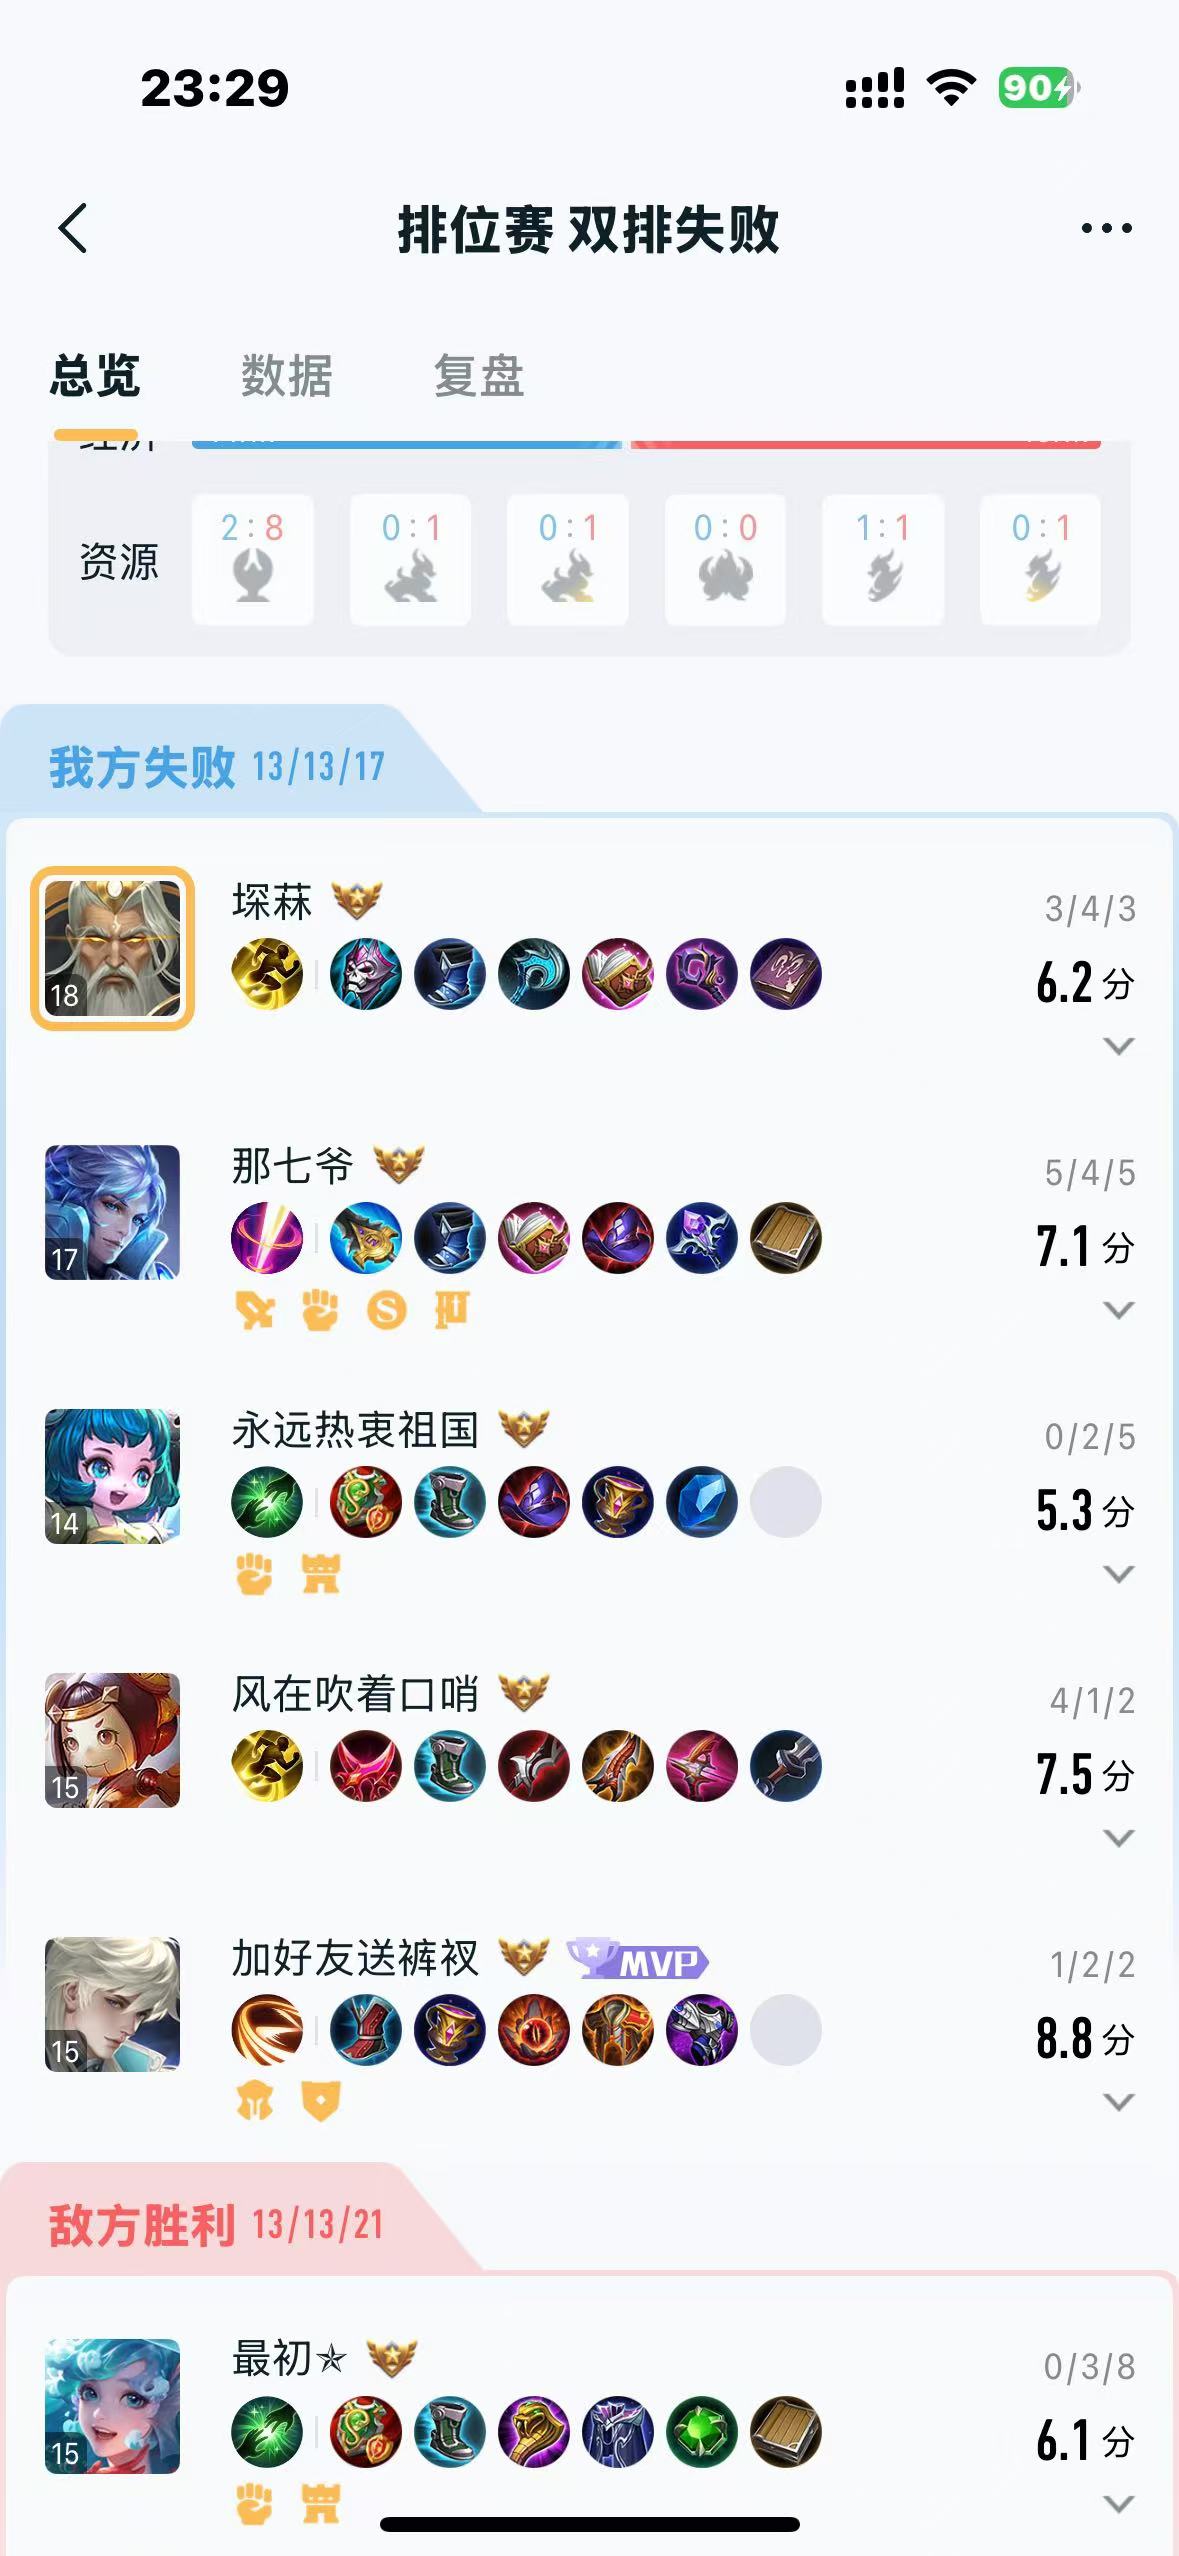 23:29
90
排位赛 双排失败
总览 数据 复盘
资源 2:8 0:1 0:1 0:0 1:1 0:1
我方失败 13/13/17
堔菻 3/4/3
18
6.2 分
那七爷 5/4/5
17
7.1 分
永远热衷祖国 0/2/5
14
5.3 分
风在吹着口哨 4/1/2
15
7.5 分
加好友送裤衩 MVP 1/2/2
15
8.8 分
敌方胜利 13/13/21
最初✯ 0/3/8
15
6.1 分